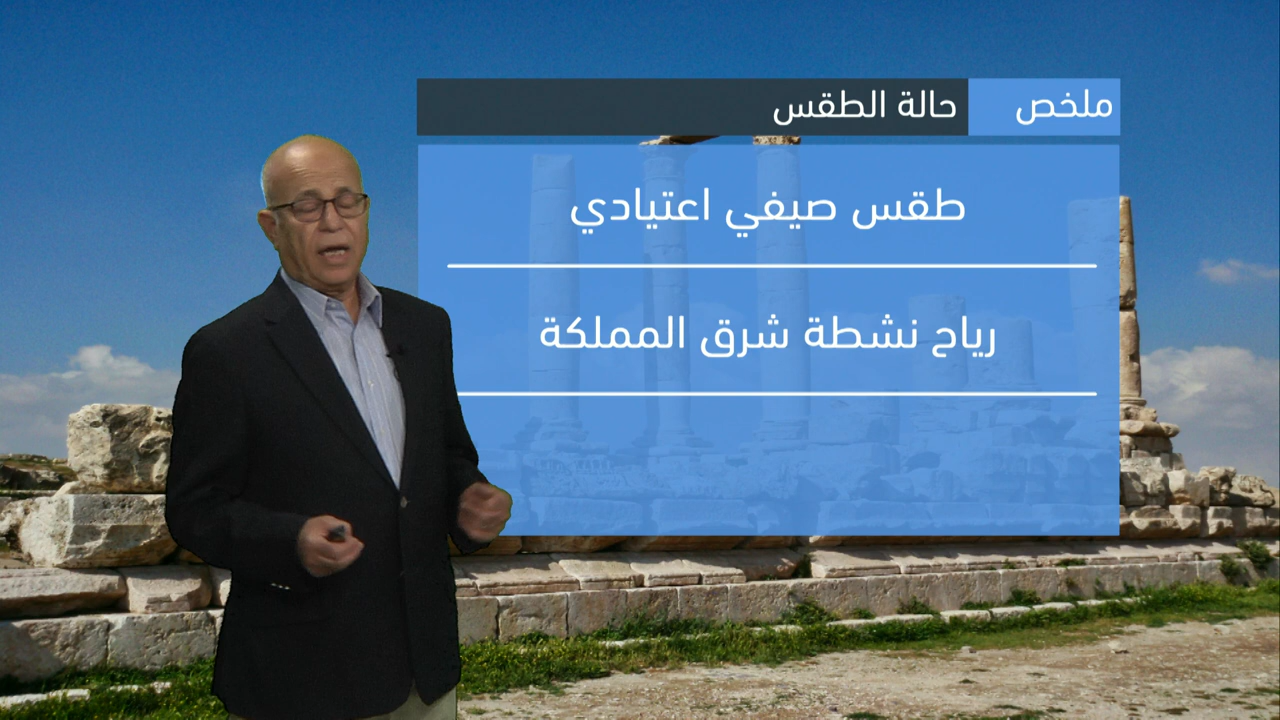 ملخص حالة الطقس
طقس صيفي اعتيادي
رياح نشطة شرق المملكة